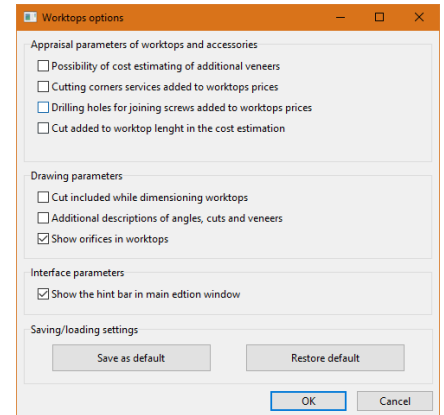 Worktops options
Appraisal parameters of worktops and accessories
Possibility of cost estimating of additional veneers
Cutting corners services added to worktops prices
Drilling holes for joining screws added to worktops prices
Cut added to worktop lenght in the cost estimation
Drawing parameters
Cut included while dimensioning worktops
Additional descriptions of angles, cuts and veneers
Show orifices in worktops
Interface parameters
Show the hint bar in main edtion window
Saving/loading settings
Save as default Restore default
OK Cancel